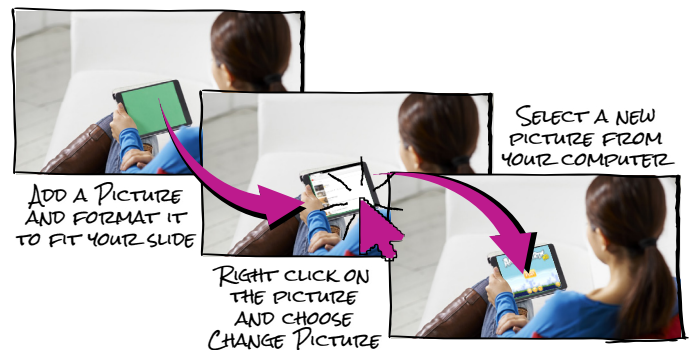 Add a Picture
and format it
to fit your slide
Right click on
the picture
and choose
Change Picture
Select a new
picture from
your computer